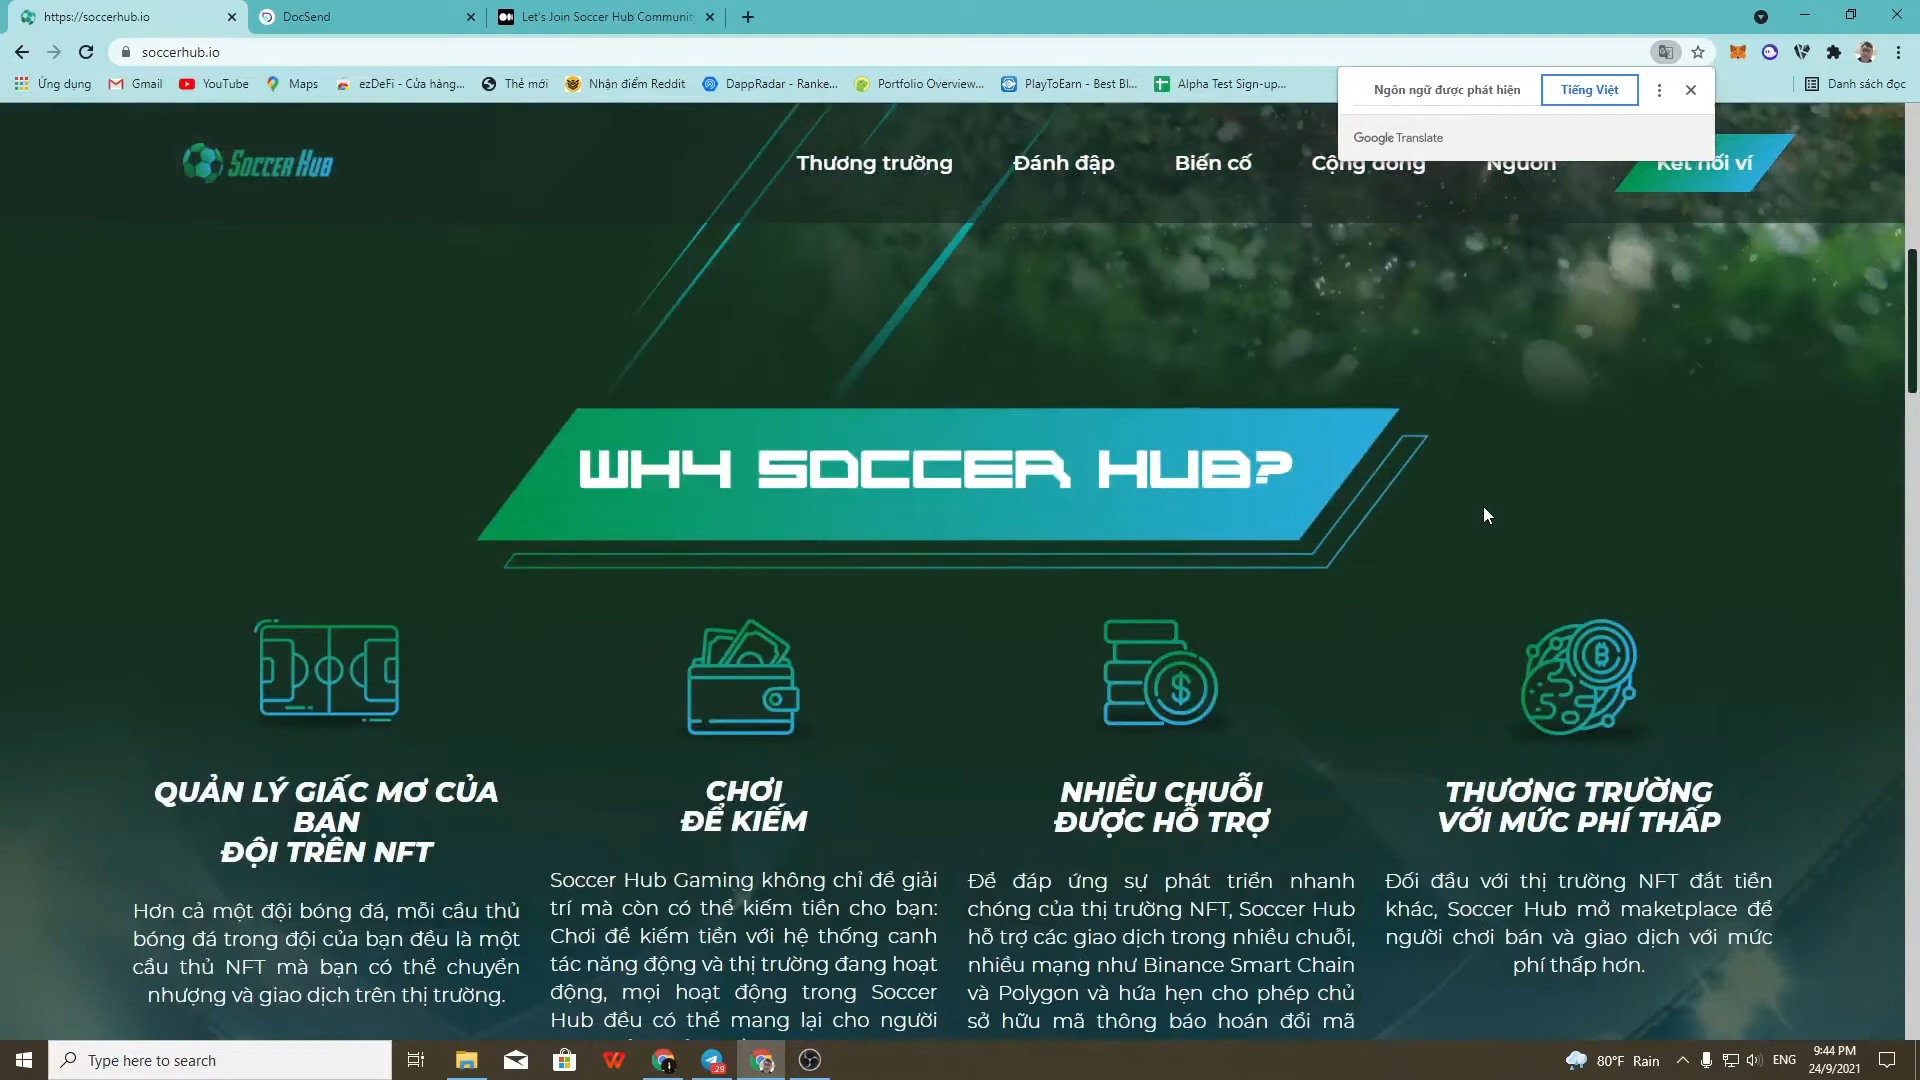 https://soccerhub.io
DocSend
Let's Join Soccer Hub Communit
soccerhub.io
Ứng dụng
Gmail
YouTube
Maps
ezDeFi - Cửa hàng...
Thẻ mới
Nhận điểm Reddit
DappRadar - Ranke...
Portfolio Overview...
PlayToEarn - Best Bl...
Alpha Test Sign-up...
Danh sách đọc
Ngôn ngữ được phát hiện
Tiếng Việt
Google Translate
SOCCER HUB
Thương trường
Đánh đập
Biến cố
Cộng đồng
Nguồn
Kết nối ví
WHY SOCCER HUB?
QUẢN LÝ GIẤC MƠ CỦA
BẠN
ĐỘI TRÊN NFT
Hơn cả một đội bóng đá, mỗi cầu thủ
bóng đá trong đội của bạn đều là một
cầu thủ NFT mà bạn có thể chuyển
nhượng và giao dịch trên thị trường.
CHƠI
ĐỂ KIẾM
Soccer Hub Gaming không chỉ để giải
trí mà còn có thể kiếm tiền cho bạn:
Chơi để kiếm tiền với hệ thống canh
tác năng động và thị trường đang hoạt
động, mọi hoạt động trong Soccer
Hub đều có thể mang lại cho người
NHIỀU CHUỖI
ĐƯỢC HỖ TRỢ
Để đáp ứng sự phát triển nhanh
chóng của thị trường NFT, Soccer Hub
hỗ trợ các giao dịch trong nhiều chuỗi,
nhiều mạng như Binance Smart Chain
và Polygon và hứa hẹn cho phép chủ
sở hữu mã thông báo hoán đổi mã
THƯƠNG TRƯỜNG
VỚI MỨC PHÍ THẤP
Đối đầu với thị trường NFT đắt tiền
khác, Soccer Hub mở maketplace để
người chơi bán và giao dịch với mức
phí thấp hơn.
Type here to search
29
80°F Rain
ENG
9:44 PM
24/9/2021